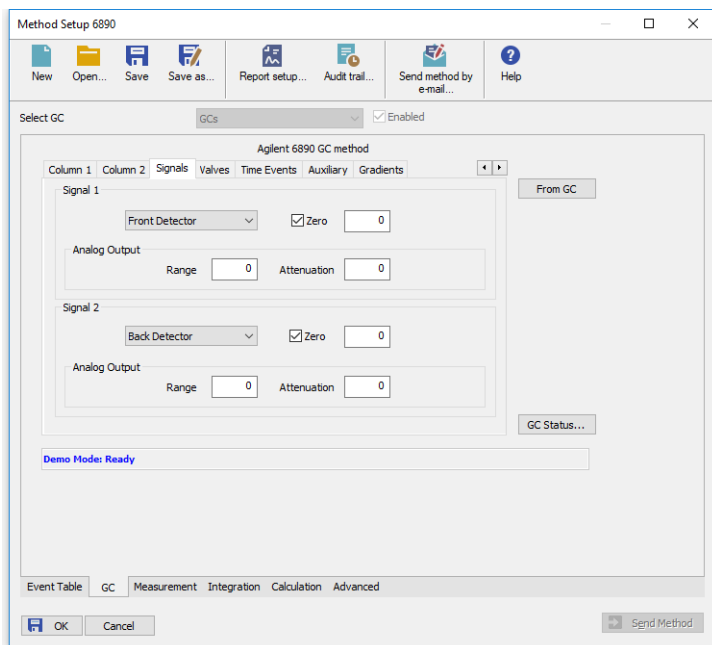 Method Setup 6890
New Open... Save Save as... Report setup... Audit trail... Send method by e-mail... Help
Select GC GCs Enabled
Agilent 6890 GC method
Column 1 Column 2 Signals Valves Time Events Auxiliary Gradients
From GC
Signal 1
Front Detector Zero 0
Analog Output
Range 0 Attenuation 0
Signal 2
Back Detector Zero 0
Analog Output
Range 0 Attenuation 0
GC Status...
Demo Mode: Ready
Event Table GC Measurement Integration Calculation Advanced
OK Cancel Send Method